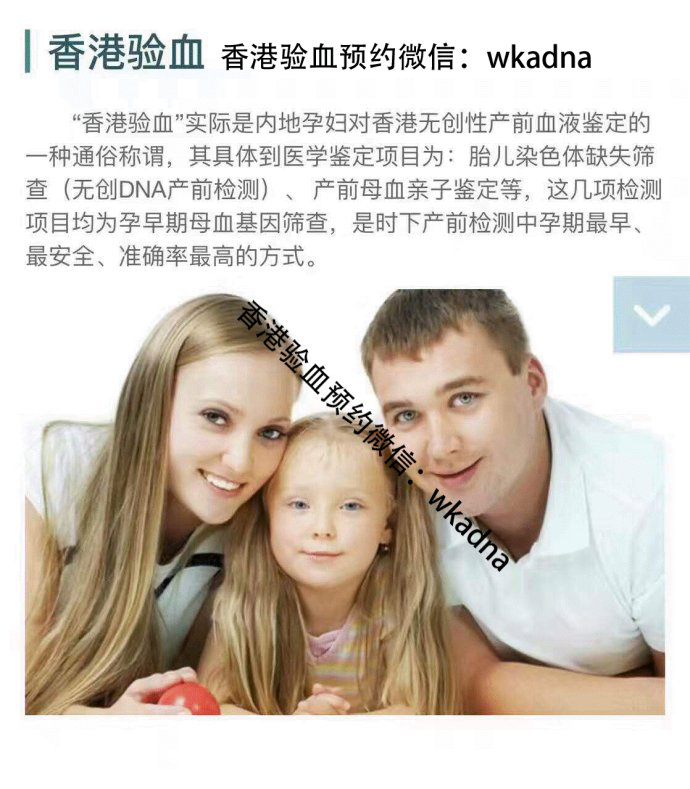 香港验血 香港验血预约微信：wkadna
“香港验血”实际是内地孕妇对香港无创性产前血液鉴定的
一种通俗称谓，其具体到医学鉴定项目为：胎儿染色体缺失筛
查（无创DNA产前检测）、 产前母血亲子鉴定等，这几项检测
项目均为孕早期母血基因筛查，是时下产前检测中孕期最早、
最安全、准确率最高的方式。
香港验血预约微信：wkadna